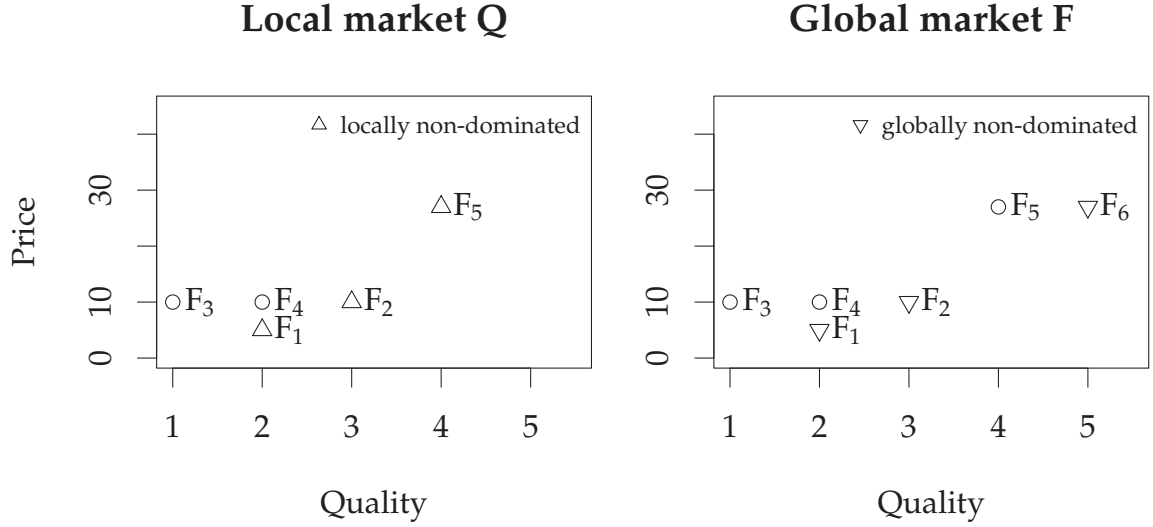 Local market Q
Global market F
△ locally non-dominated
▽ globally non-dominated
Price
30
10
0
F₅
F₃
F₄
F₂
F₁
1 2 3 4 5
Quality
30
10
0
F₅
F₆
F₃
F₄
F₂
F₁
1 2 3 4 5
Quality